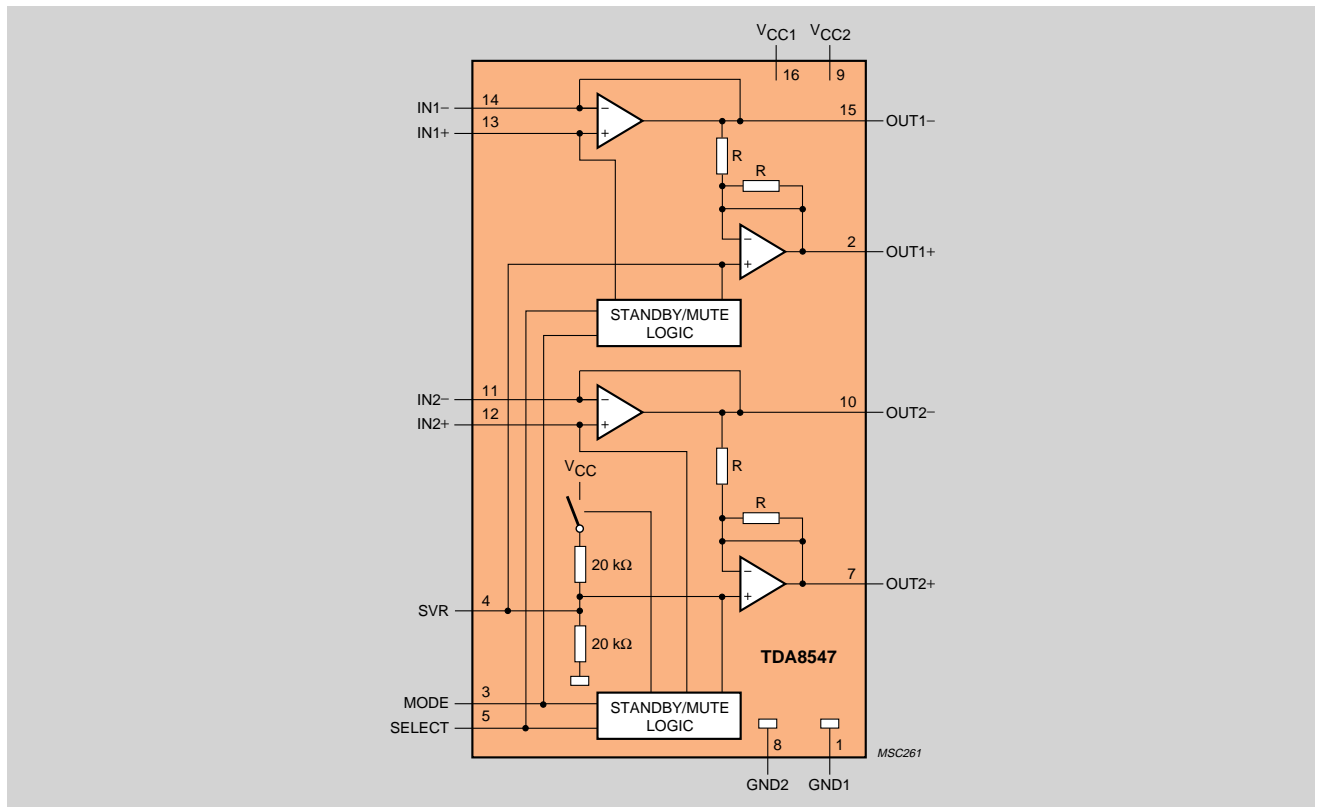 VCC1 VCC2
16 9
IN1− 14
IN1+ 13
−
+
15 OUT1−
R
R
−
+
2 OUT1+
STANDBY/MUTE
LOGIC
IN2− 11
IN2+ 12
−
+
10 OUT2−
R
VCC
R
20 kΩ
−
+
7 OUT2+
SVR 4
20 kΩ
TDA8547
MODE 3
SELECT 5
STANDBY/MUTE
LOGIC
8 1
MSC261
GND2 GND1